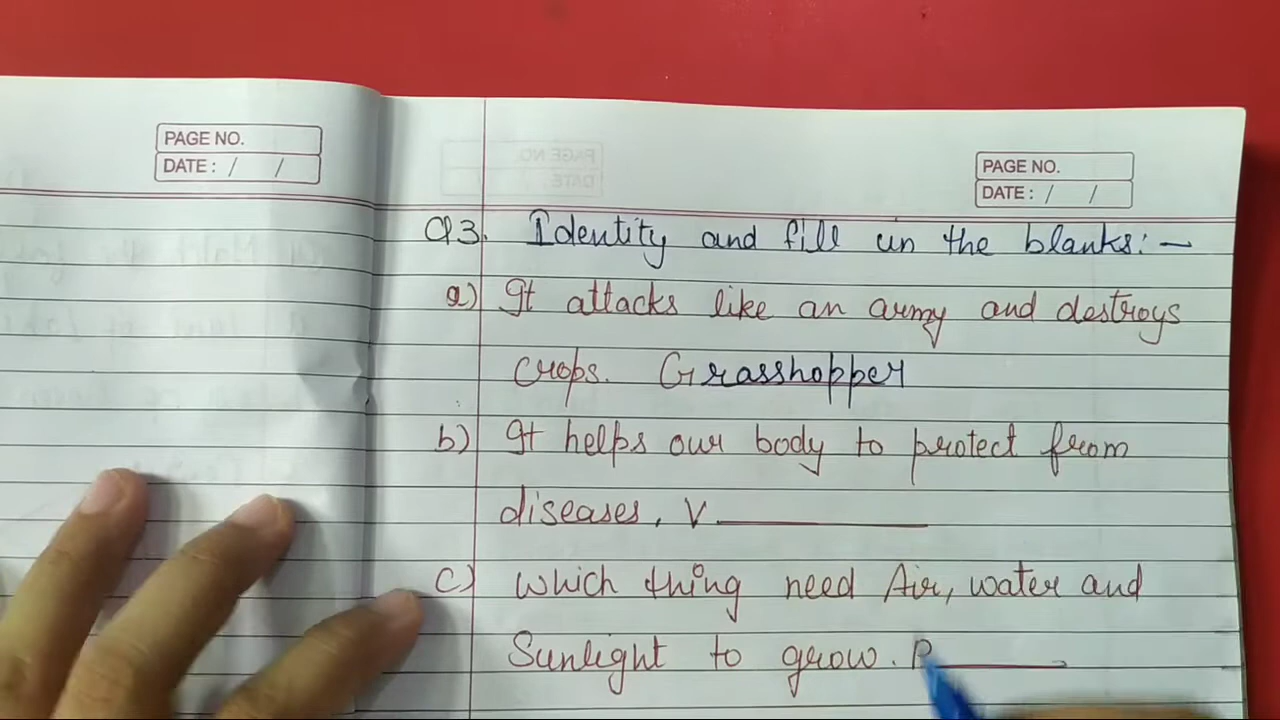 PAGE NO.
DATE : / /
PAGE NO.
DATE : / /
Q3. Identity and fill in the blanks:-
a) It attacks like an army and destroys
crops. Grasshopper
b) It helps our body to protect from
diseases, V__________
c) Which thing need Air, water and
Sunlight to grow. P________